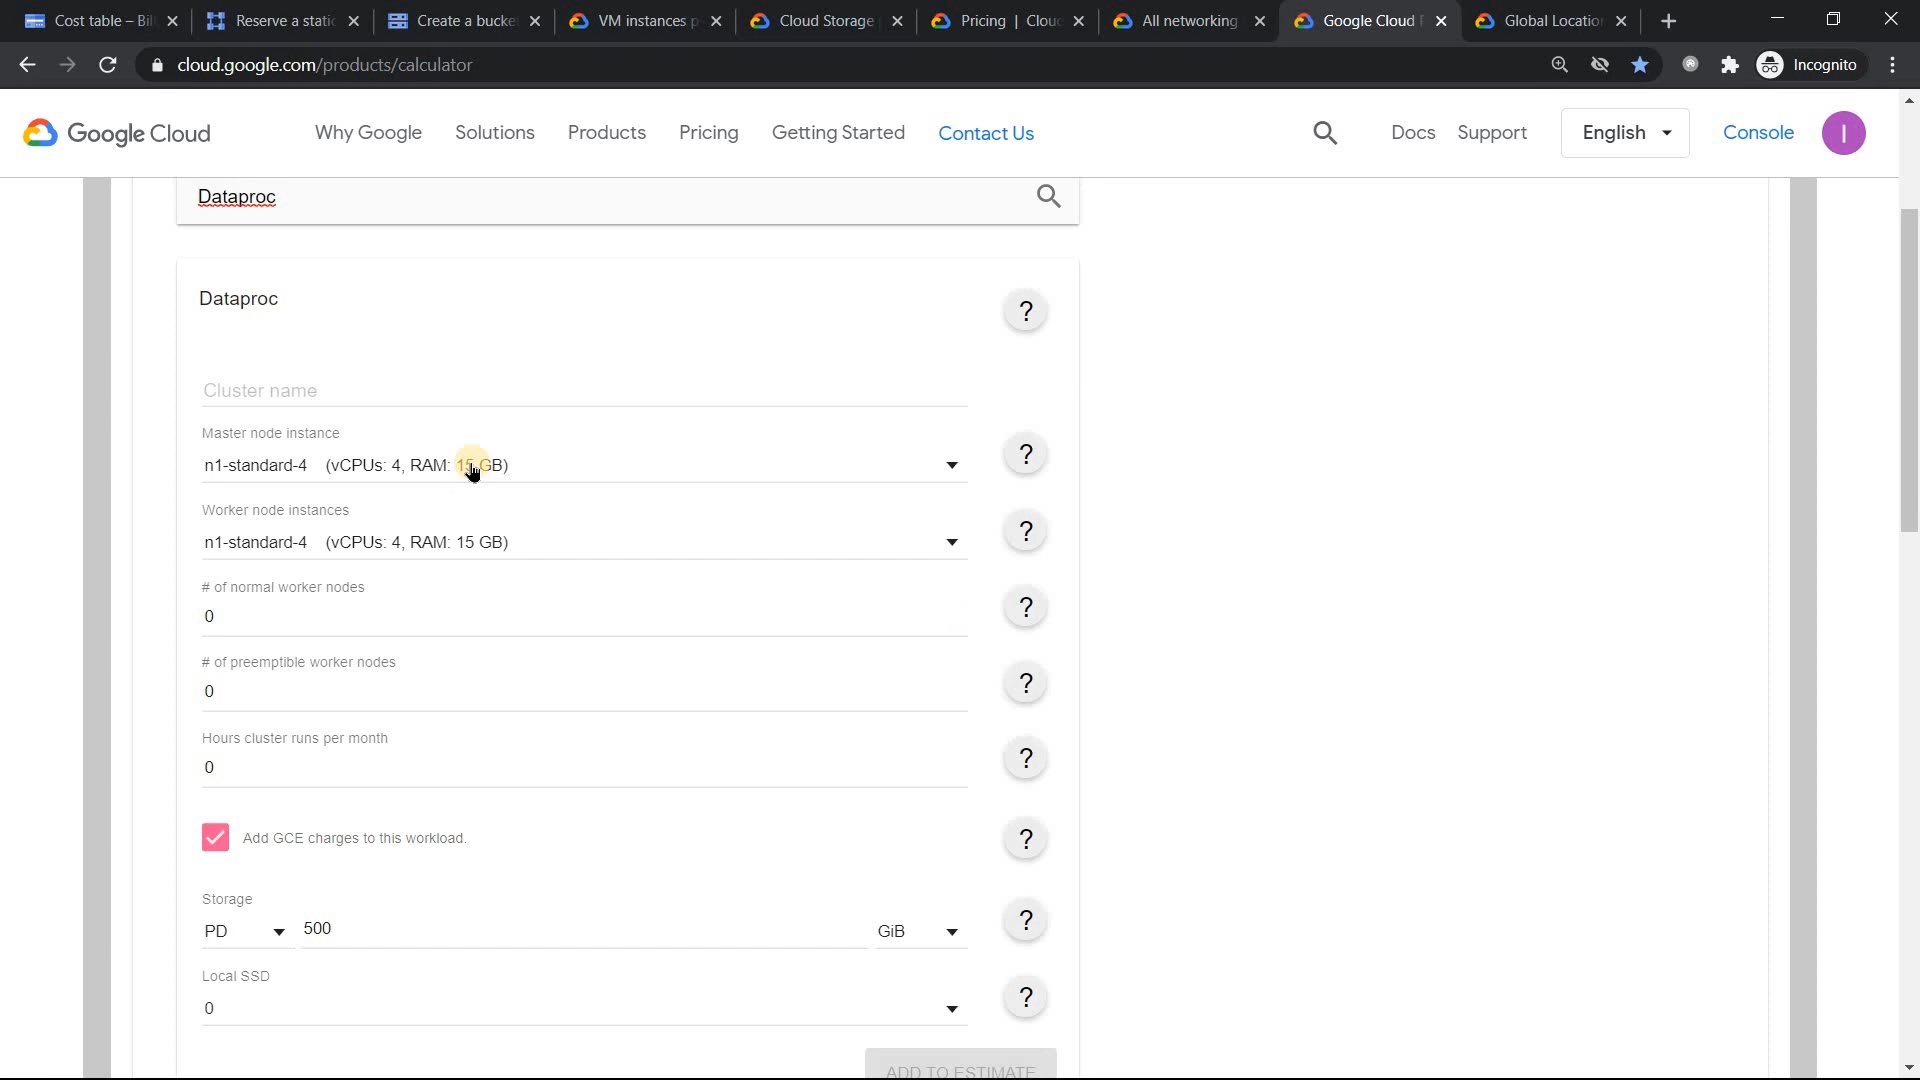 Cost table – Bil
Reserve a static
Create a bucket
VM instances p
Cloud Storage
Pricing | Cloud
All networking
Google Cloud P
Global Location
cloud.google.com/products/calculator
Incognito
Google Cloud
Why Google
Solutions
Products
Pricing
Getting Started
Contact Us
Docs
Support
English
Console
I
Dataproc
Dataproc
?
Cluster name
Master node instance
n1-standard-4 (vCPUs: 4, RAM: 15 GB)
?
Worker node instances
n1-standard-4 (vCPUs: 4, RAM: 15 GB)
?
# of normal worker nodes
0
?
# of preemptible worker nodes
0
?
Hours cluster runs per month
0
?
Add GCE charges to this workload.
?
Storage
PD
500
GiB
?
Local SSD
0
?
ADD TO ESTIMATE